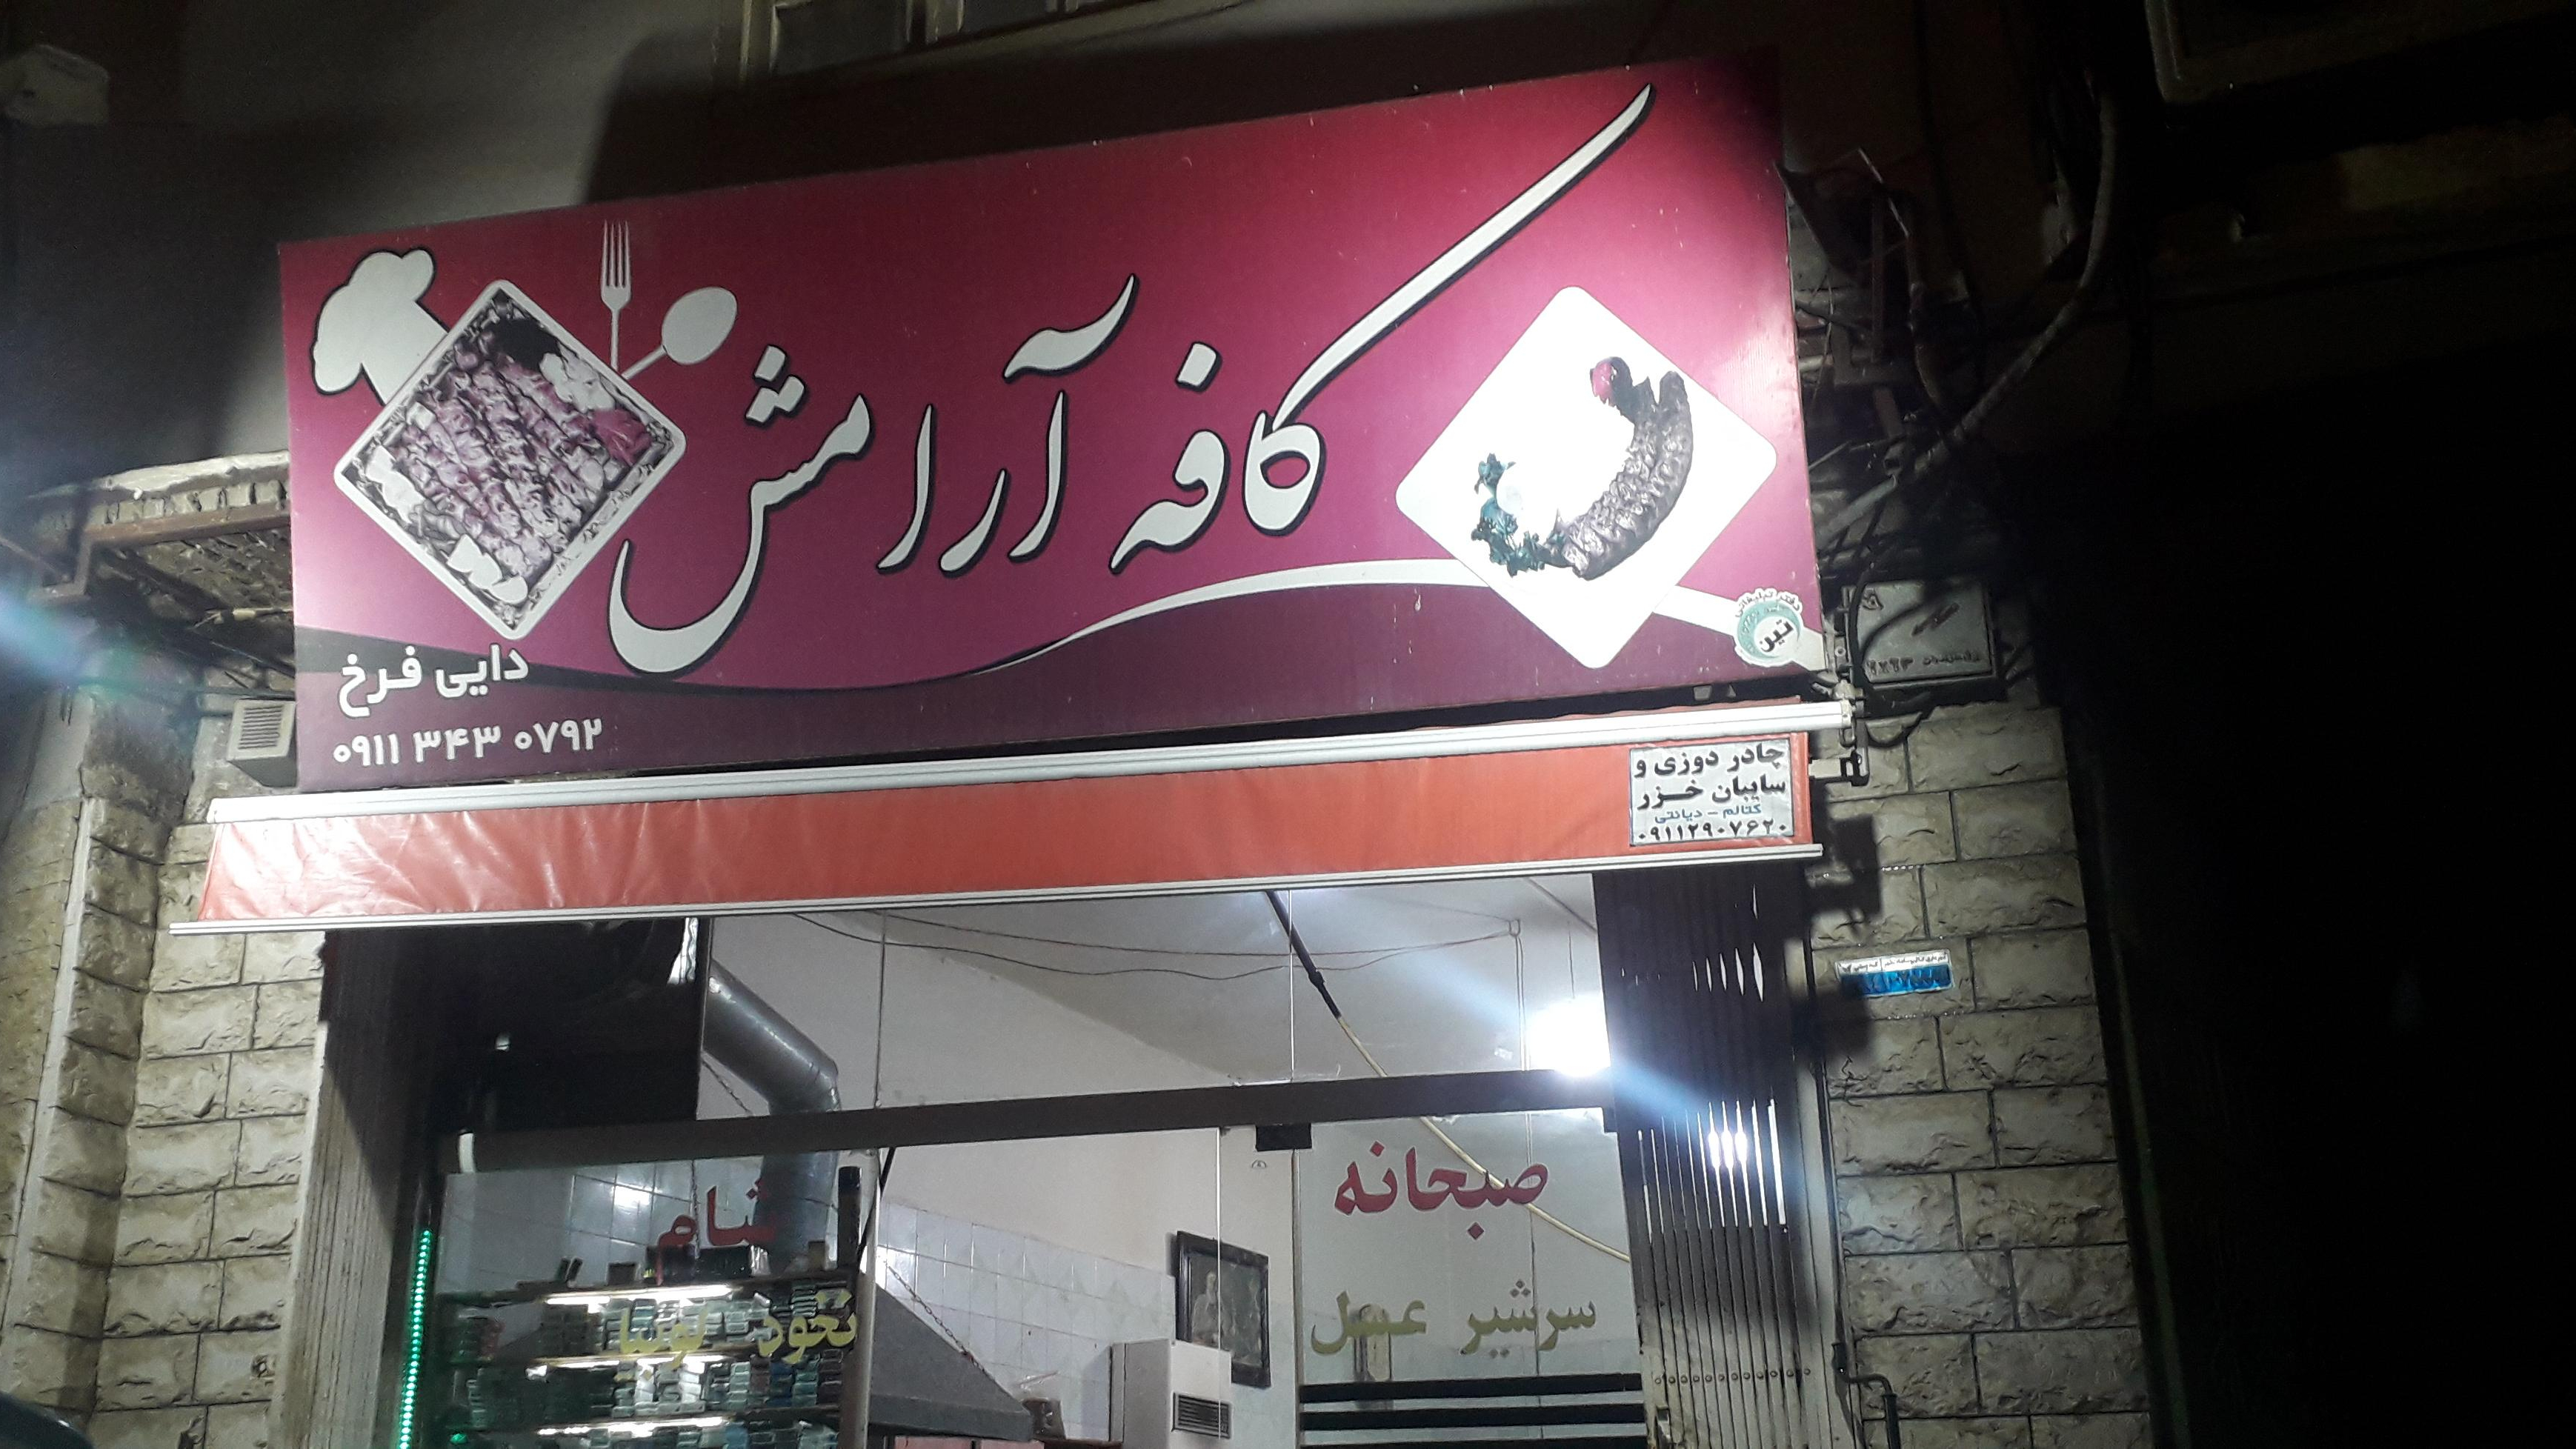 کافه آرامش
دایی فرخ
۰۹۱۱ ۳۴۳ ۰۷۹۲
تین
چادر دوزی و
سایبان خزر
کتالم - دیانتی
۰۹۱۱۲۹۰۷۶۲۰
صبحانه
سرشیر عسل
شام
نخود لوبیا